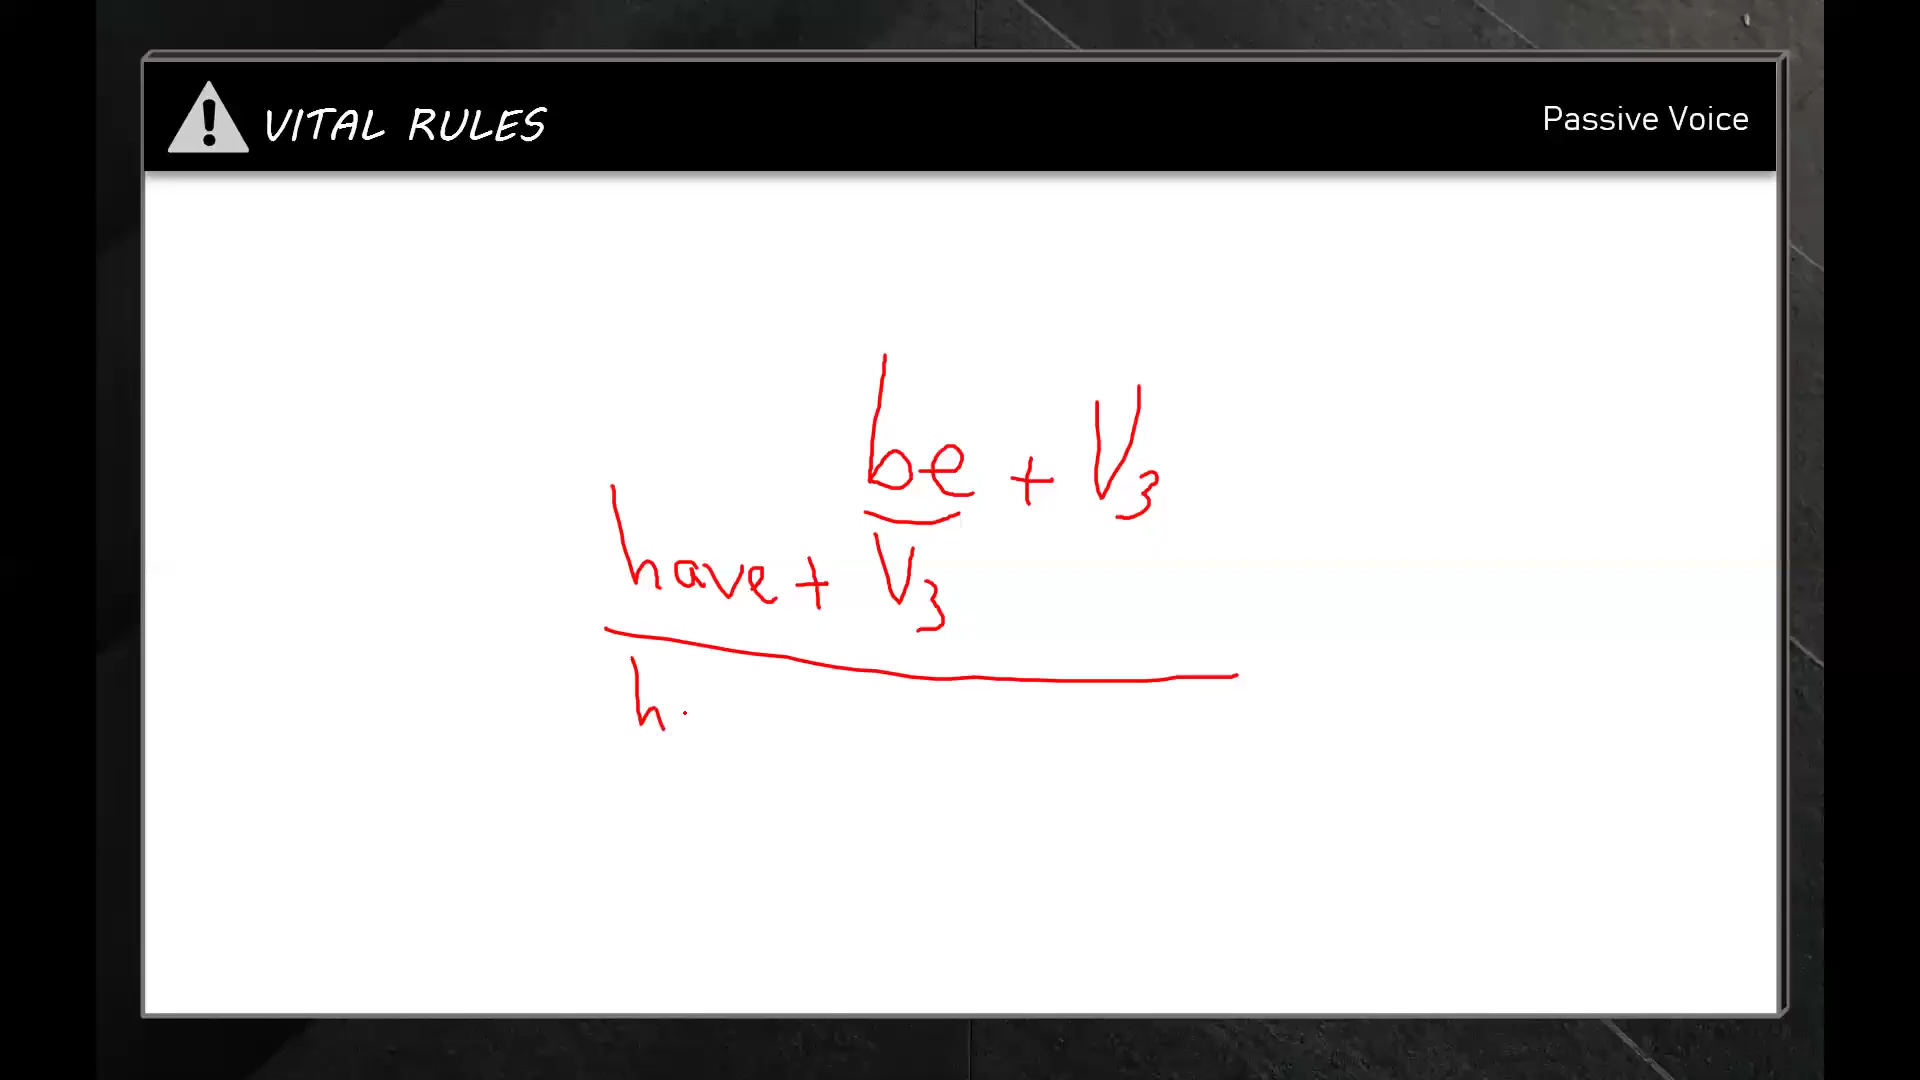 VITAL RULES
Passive Voice
be + V3
have + V3
h